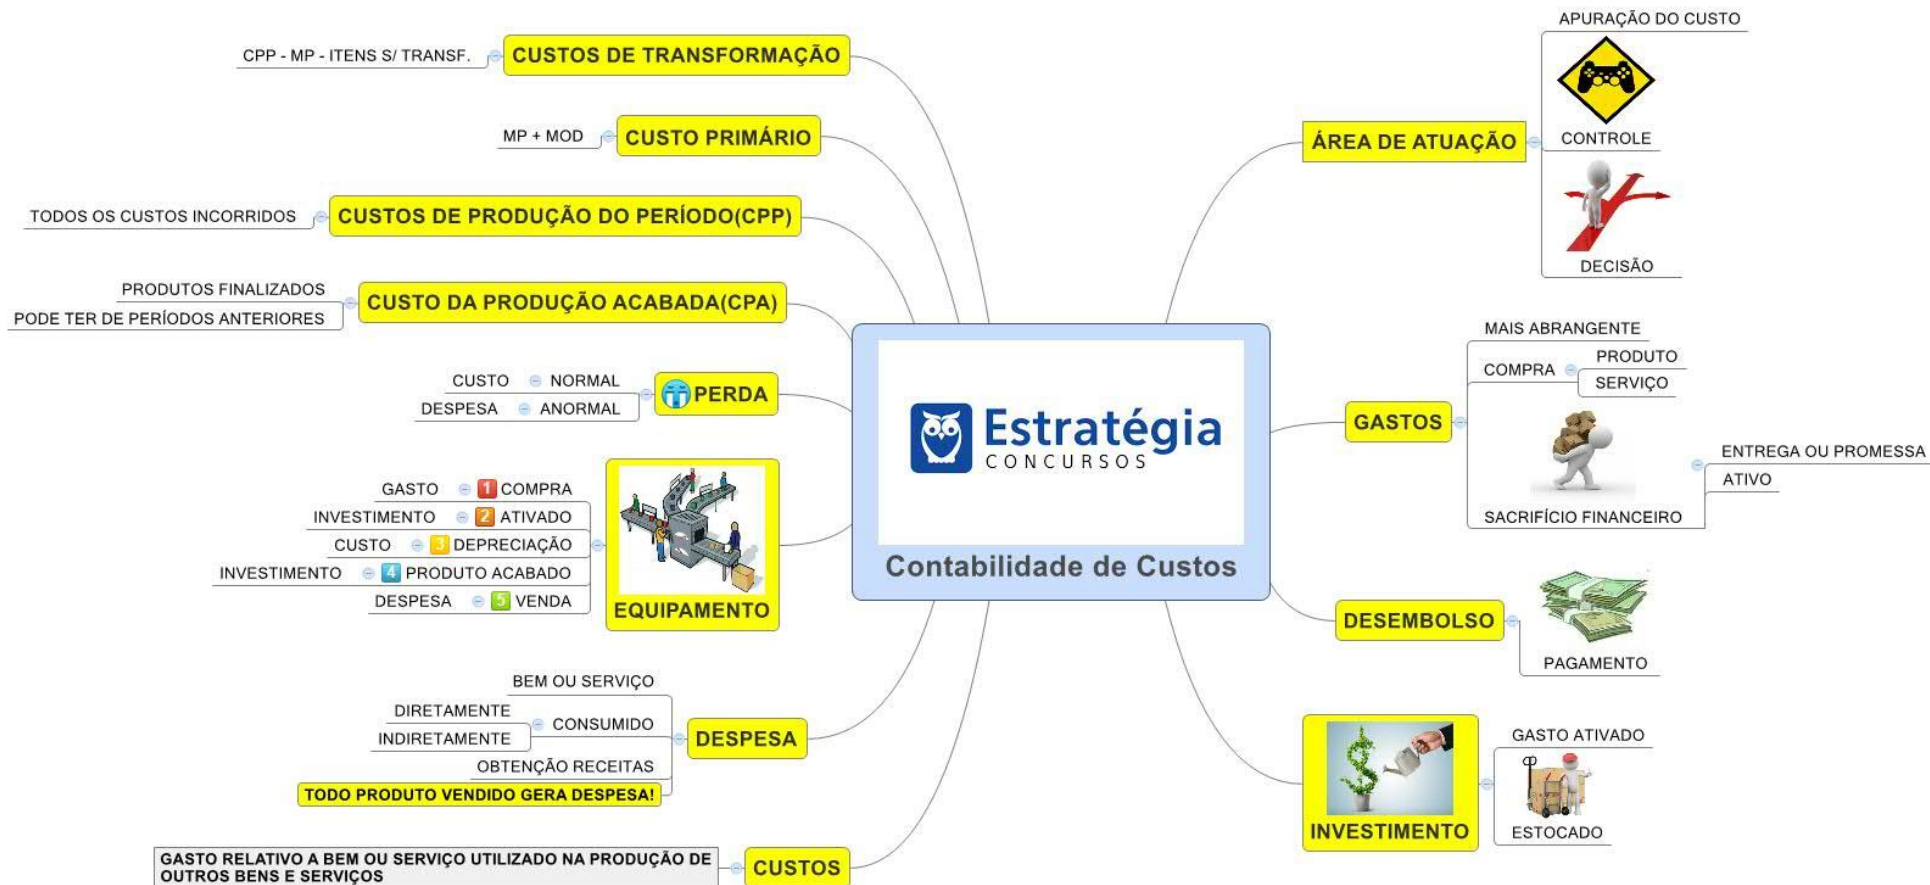 CUSTOS DE TRANSFORMAÇÃO
CPP - MP - ITENS S/ TRANSF.
CUSTO PRIMÁRIO
MP + MOD
CUSTOS DE PRODUÇÃO DO PERÍODO(CPP)
TODOS OS CUSTOS INCORRIDOS
CUSTO DA PRODUÇÃO ACABADA(CPA)
PRODUTOS FINALIZADOS
PODE TER DE PERÍODOS ANTERIORES
PERDA
CUSTO NORMAL
DESPESA ANORMAL
EQUIPAMENTO
GASTO 1 COMPRA
INVESTIMENTO 2 ATIVADO
CUSTO 3 DEPRECIAÇÃO
INVESTIMENTO 4 PRODUTO ACABADO
DESPESA 5 VENDA
DESPESA
BEM OU SERVIÇO
CONSUMIDO
DIRETAMENTE
INDIRETAMENTE
OBTENÇÃO RECEITAS
TODO PRODUTO VENDIDO GERA DESPESA!
CUSTOS
GASTO RELATIVO A BEM OU SERVIÇO UTILIZADO NA PRODUÇÃO DE
OUTROS BENS E SERVIÇOS
Estratégia
CONCURSOS
Contabilidade de Custos
ÁREA DE ATUAÇÃO
APURAÇÃO DO CUSTO
CONTROLE
DECISÃO
GASTOS
MAIS ABRANGENTE
COMPRA
PRODUTO
SERVIÇO
SACRIFÍCIO FINANCEIRO
ENTREGA OU PROMESSA
ATIVO
DESEMBOLSO
PAGAMENTO
INVESTIMENTO
GASTO ATIVADO
ESTOCADO